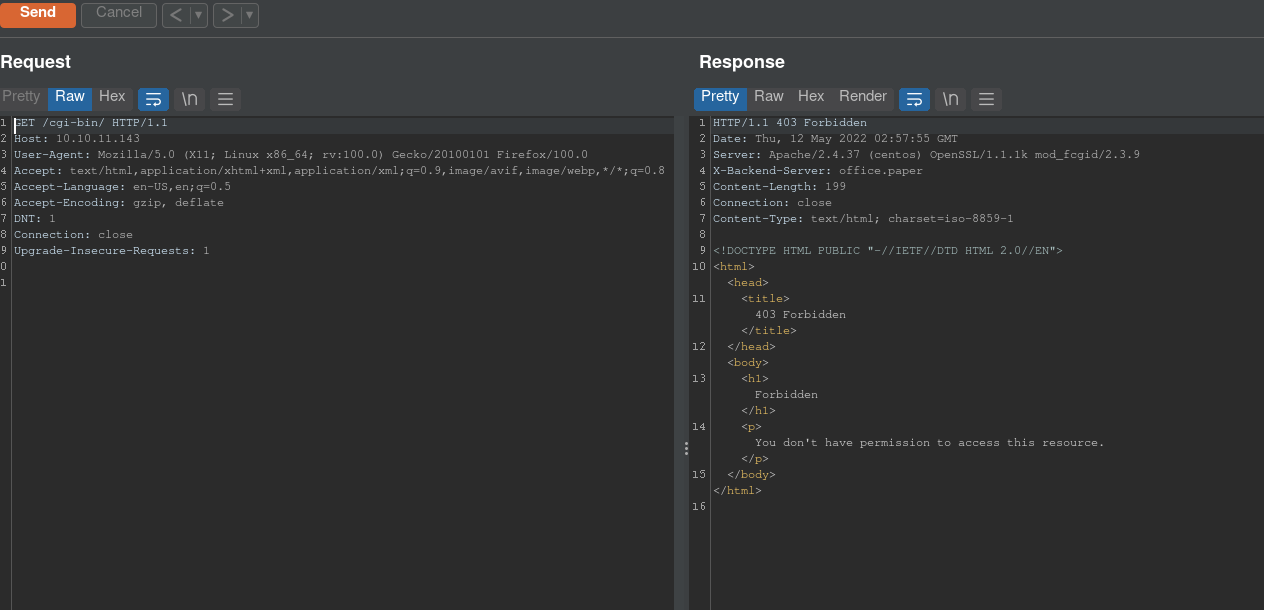 Send Cancel < ▼ > ▼
Request
Pretty Raw Hex \n
1 GET /cgi-bin/ HTTP/1.1
2 Host: 10.10.11.143
3 User-Agent: Mozilla/5.0 (X11; Linux x86_64; rv:100.0) Gecko/20100101 Firefox/100.0
4 Accept: text/html,application/xhtml+xml,application/xml;q=0.9,image/avif,image/webp,*/*;q=0.8
5 Accept-Language: en-US,en;q=0.5
6 Accept-Encoding: gzip, deflate
7 DNT: 1
8 Connection: close
9 Upgrade-Insecure-Requests: 1
0
1
Response
Pretty Raw Hex Render \n
1 HTTP/1.1 403 Forbidden
2 Date: Thu, 12 May 2022 02:57:55 GMT
3 Server: Apache/2.4.37 (centos) OpenSSL/1.1.1k mod_fcgid/2.3.9
4 X-Backend-Server: office.paper
5 Content-Length: 199
6 Connection: close
7 Content-Type: text/html; charset=iso-8859-1
8
9 <!DOCTYPE HTML PUBLIC "-//IETF//DTD HTML 2.0//EN">
10 <html>
<head>
11 <title>
403 Forbidden
</title>
12 </head>
<body>
13 <h1>
Forbidden
</h1>
14 <p>
You don't have permission to access this resource.
</p>
15 </body>
</html>
16